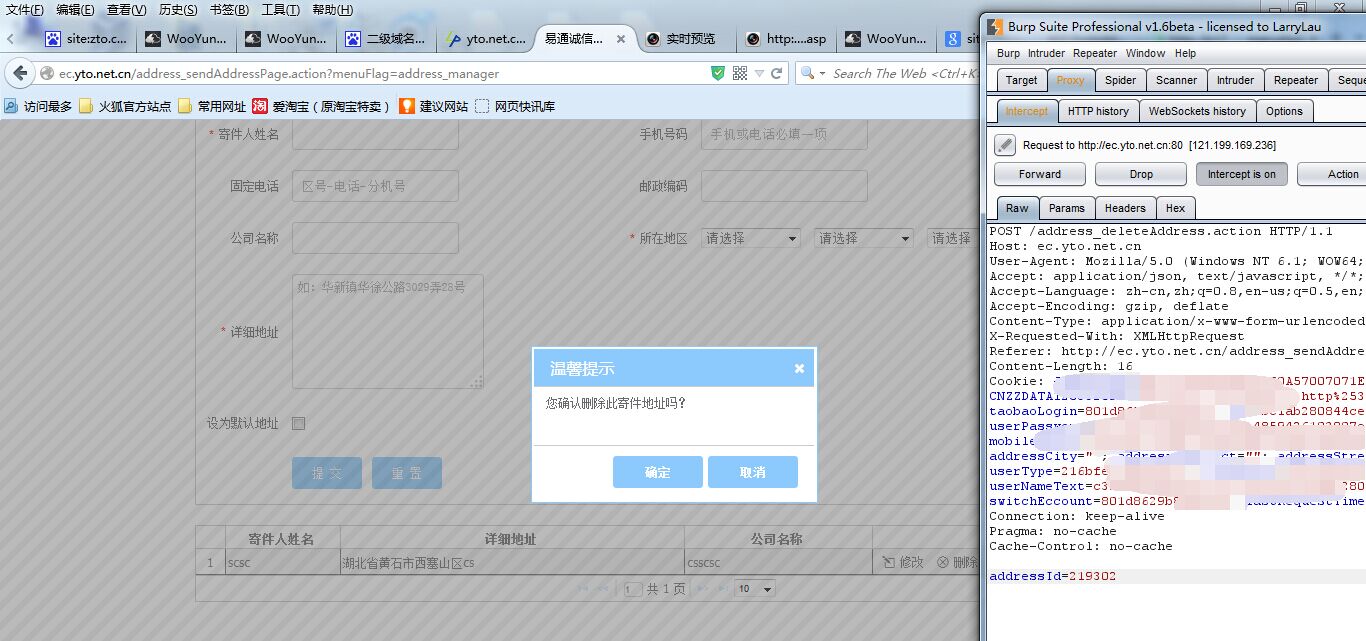 文件(F) 编辑(E) 查看(V) 历史(S) 书签(B) 工具(T) 帮助(H)
site:zto.c... WooYun... WooYun... 二级域名... yto.net.c... 易通诚信... 实时预览 http:....asp WooYun... sit
ec.yto.net.cn/address_sendAddressPage.action?menuFlag=address_manager
Search The Web <Ctrl+K>
访问最多 火狐官方站点 常用网址 爱淘宝（原淘宝特卖） 建议网站 网页快讯库
* 寄件人姓名 手机号码 手机或电话必填一项
固定电话 区号-电话-分机号 邮政编码
公司名称 * 所在地区 请选择 请选择 请选择
如：华新镇华徐公路3029弄28号
* 详细地址
设为默认地址
提 交 重 置
温馨提示
您确认删除此寄件地址吗?
确定 取消
寄件人姓名 详细地址 公司名称
1 scsc 湖北省黄石市西塞山区cs csscsc 修改 删除
1 共 1 页 10
Burp Suite Professional v1.6beta - licensed to LarryLau
Burp Intruder Repeater Window Help
Target Proxy Spider Scanner Intruder Repeater Seque
Intercept HTTP history WebSockets history Options
Request to http://ec.yto.net.cn:80 [121.199.169.236]
Forward Drop Intercept is on Action
Raw Params Headers Hex
POST /address_deleteAddress.action HTTP/1.1
Host: ec.yto.net.cn
User-Agent: Mozilla/5.0 (Windows NT 6.1; WOW64;
Accept: application/json, text/javascript, */*;
Accept-Language: zh-cn,zh;q=0.8,en-us;q=0.5,en;
Accept-Encoding: gzip, deflate
Content-Type: application/x-www-form-urlencoded
X-Requested-With: XMLHttpRequest
Referer: http://ec.yto.net.cn/address_sendAddre
Content-Length: 16
Cookie: 0A57007071E
CNZZDATA http%253
taobaoLogin=801d8 ab280844ce
userPassw
mobile
addressCity=" ; address ct=""; addressStre
userType=216bfe
userNameText=c3 280
switchEccount=801d8629b
Connection: keep-alive
Pragma: no-cache
Cache-Control: no-cache
addressId=219302